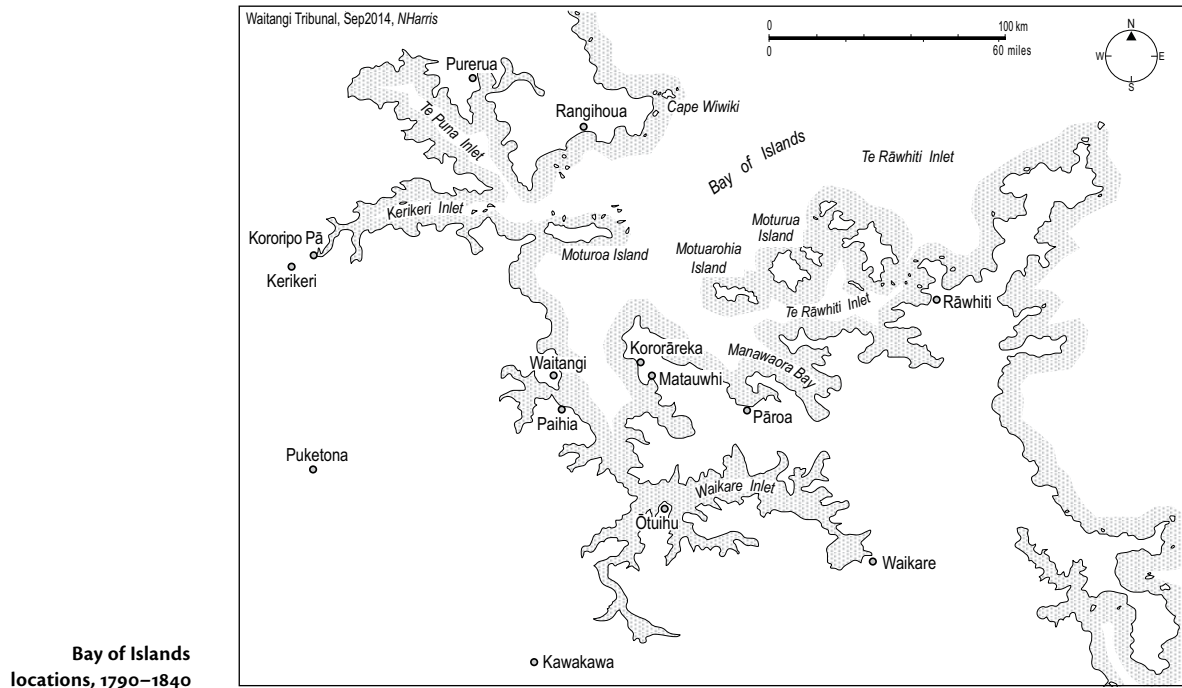 Waitangi Tribunal, Sep2014, NHarris
0
100 km
0
60 miles
N
W
E
S
Purerua
Te Puna Inlet
Rangihoua
Cape Wiwiki
Bay of Islands
Te Rāwhiti Inlet
Kerikeri Inlet
Kororipo Pā
Kerikeri
Moturoa Island
Moturua
Island
Motuarohia
Island
Te Rāwhiti Inlet
Rāwhiti
Waitangi
Kororāreka
Matauwhi
Manawaora Bay
Paihia
Pāroa
Puketona
Waikare Inlet
Ōtuihu
Waikare
Kawakawa
Bay of Islands
locations, 1790–1840